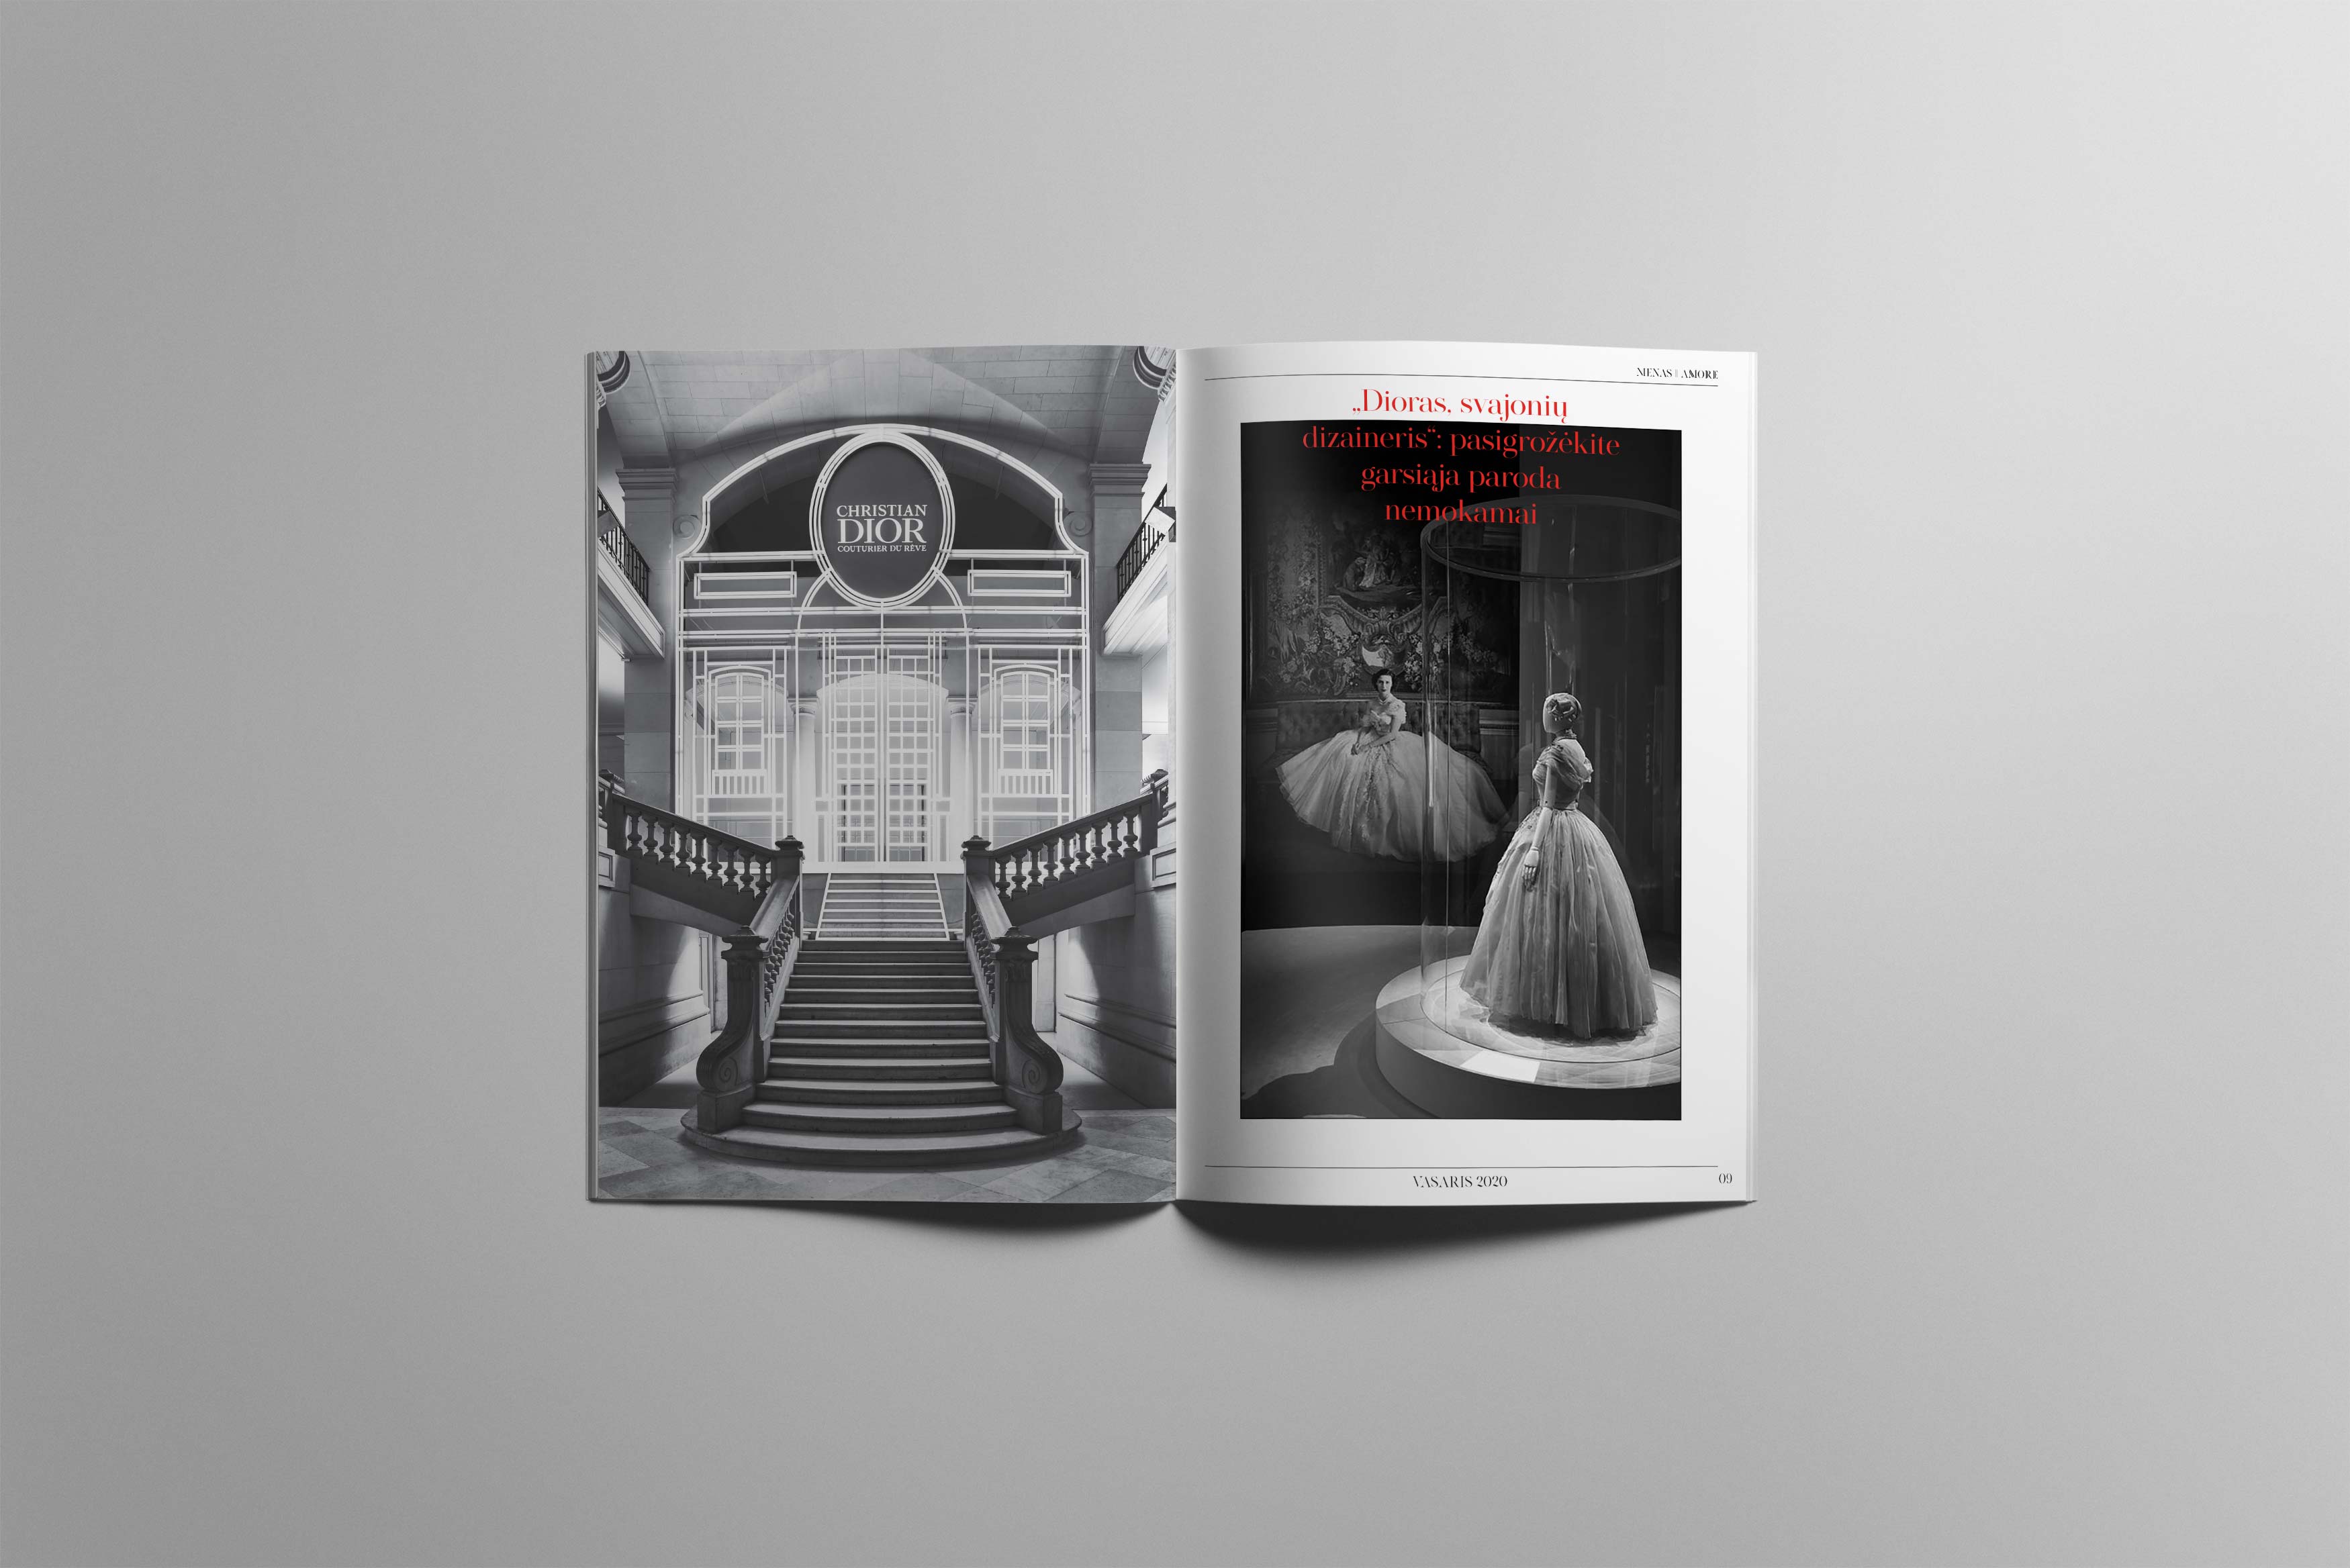 CHRISTIAN
DIOR
COUTURIER DU RÊVE
MENAS | AMORE
„Dioras, svajonių
dizaineris“: pasigrožėkite
garsiąja paroda
nemokamai
VASARIS 2020
09